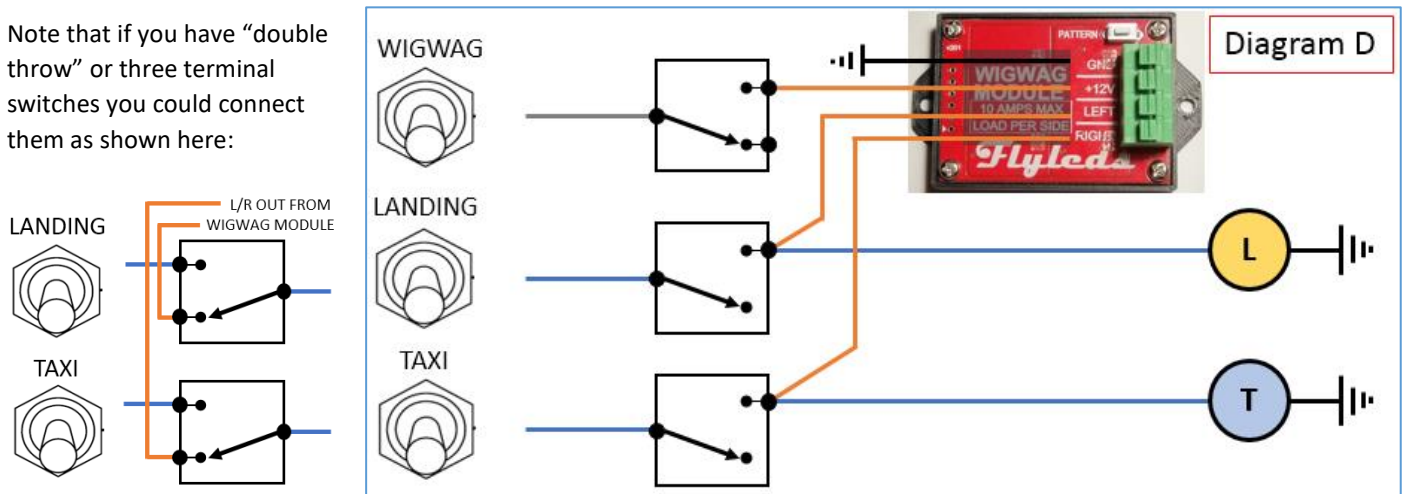 Note that if you have “double
throw” or three terminal
switches you could connect
them as shown here:
L/R OUT FROM
WIGWAG MODULE
LANDING
TAXI
WIGWAG
LANDING
TAXI
PATTERN
GND
+12V
LEFT
RIGHT
WIGWAG
MODULE
10 AMPS MAX
LOAD PER SIDE
Flyleds
Diagram D
L
T